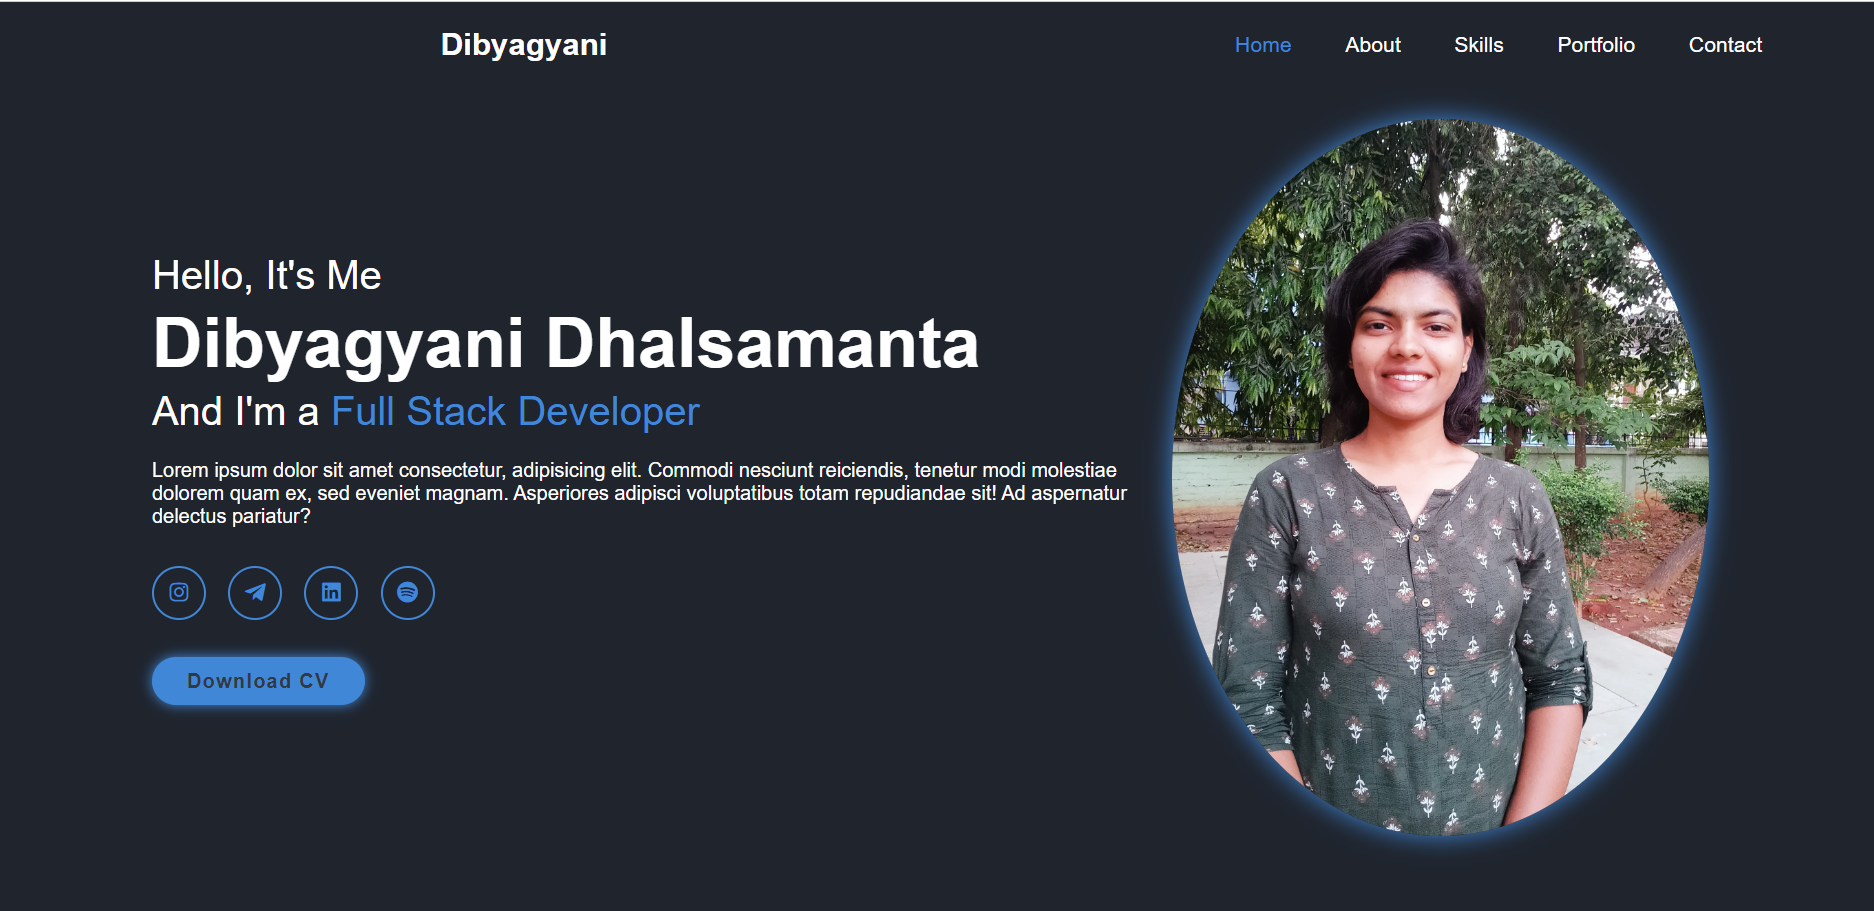 Dibyagyani
Home About Skills Portfolio Contact
Hello, It's Me
Dibyagyani Dhalsamanta
And I'm a Full Stack Developer
Lorem ipsum dolor sit amet consectetur, adipisicing elit. Commodi nesciunt reiciendis, tenetur modi molestiae
dolorem quam ex, sed eveniet magnam. Asperiores adipisci voluptatibus totam repudiandae sit! Ad aspernatur
delectus pariatur?
Download CV